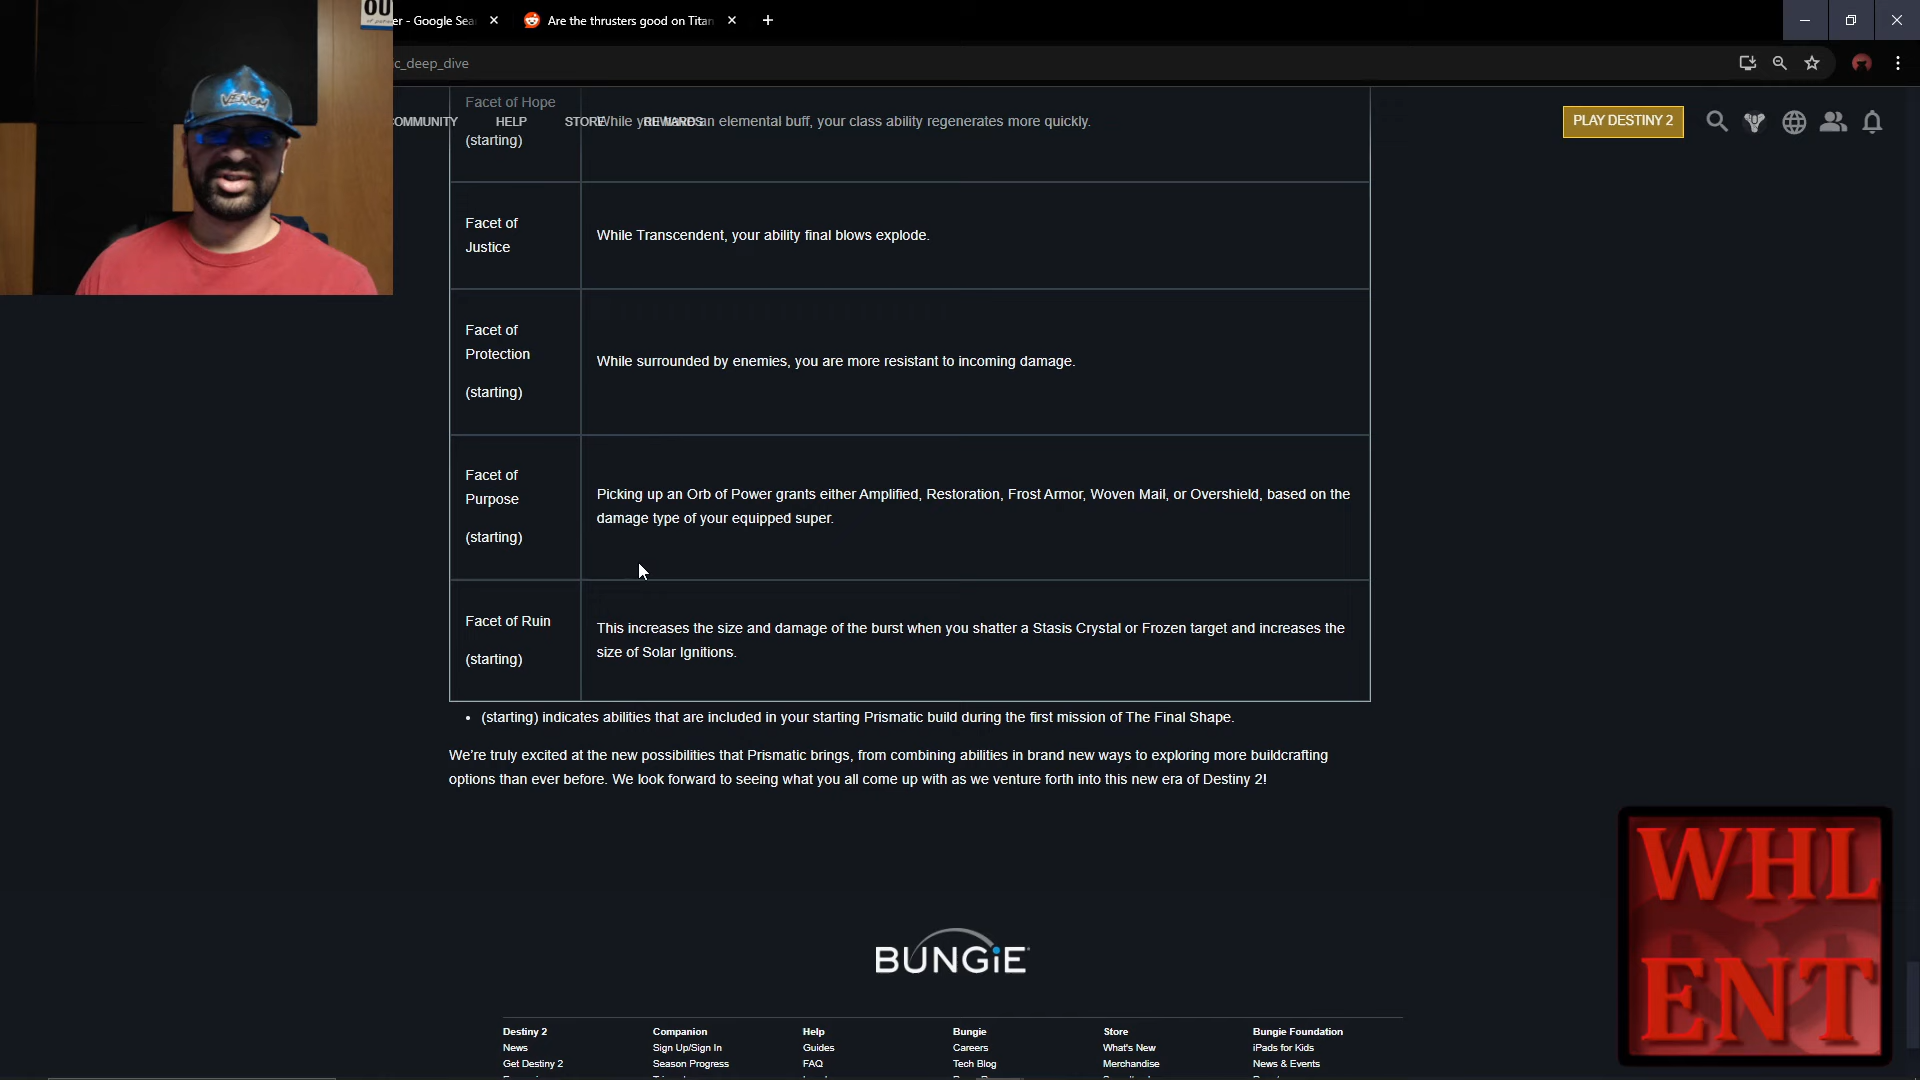 OU
er - Google Sea
Are the thrusters good on Titan
c_deep_dive
OMMUNITY
HELP
STORE
REWARDS
PLAY DESTINY 2
Facet of Hope
(starting)
an elemental buff, your class ability regenerates more quickly.
Facet of
Justice
While Transcendent, your ability final blows explode.
Facet of
Protection
(starting)
While surrounded by enemies, you are more resistant to incoming damage.
Facet of
Purpose
(starting)
Picking up an Orb of Power grants either Amplified, Restoration, Frost Armor, Woven Mail, or Overshield, based on the
damage type of your equipped super.
Facet of Ruin
(starting)
This increases the size and damage of the burst when you shatter a Stasis Crystal or Frozen target and increases the
size of Solar Ignitions.
• (starting) indicates abilities that are included in your starting Prismatic build during the first mission of The Final Shape.
We're truly excited at the new possibilities that Prismatic brings, from combining abilities in brand new ways to exploring more buildcrafting
options than ever before. We look forward to seeing what you all come up with as we venture forth into this new era of Destiny 2!
WHL
ENT
BUNGiE
Destiny 2
News
Get Destiny 2
Companion
Sign Up/Sign In
Season Progress
Help
Guides
FAQ
Bungie
Careers
Tech Blog
Store
What's New
Merchandise
Bungie Foundation
iPads for Kids
News & Events